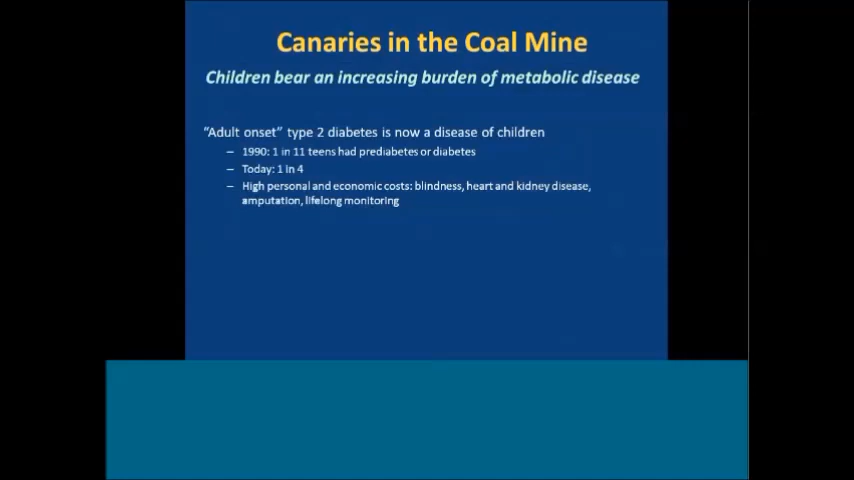 Canaries in the Coal Mine
Children bear an increasing burden of metabolic disease
“Adult onset” type 2 diabetes is now a disease of children
– 1990: 1 in 11 teens had prediabetes or diabetes
– Today: 1 in 4
– High personal and economic costs: blindness, heart and kidney disease,
amputation, lifelong monitoring